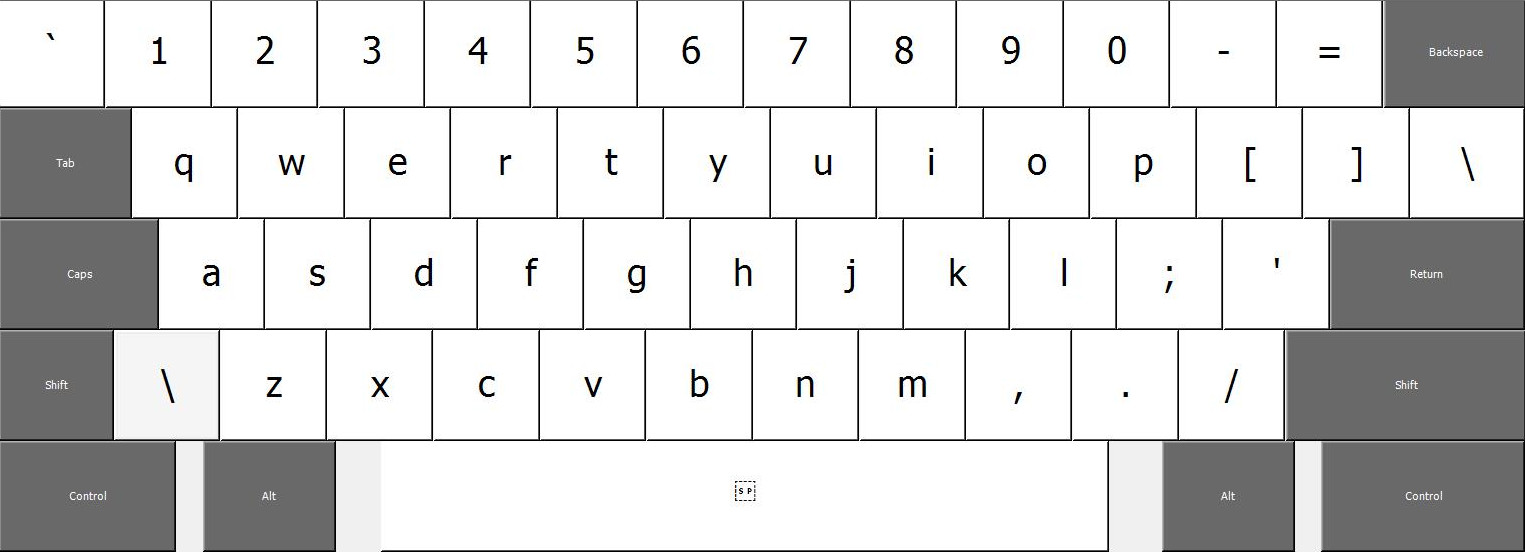 ` 1 2 3 4 5 6 7 8 9 0 - = Backspace
Tab q w e r t y u i o p [ ] \
Caps a s d f g h j k l ; ' Return
Shift \ z x c v b n m , . / Shift
Control Alt SP Alt Control